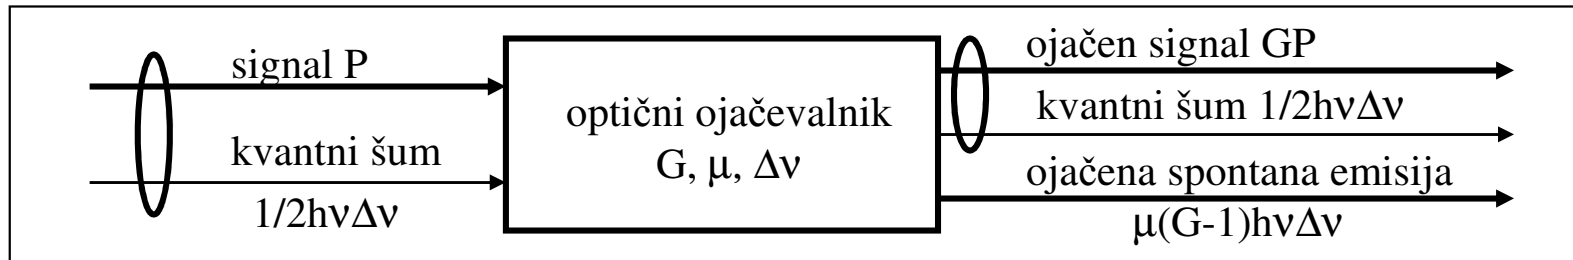 signal P
kvantni šum
1/2hνΔν
optični ojačevalnik
G, μ, Δν
ojačen signal GP
kvantni šum 1/2hνΔν
ojačena spontana emisija
μ(G-1)hνΔν